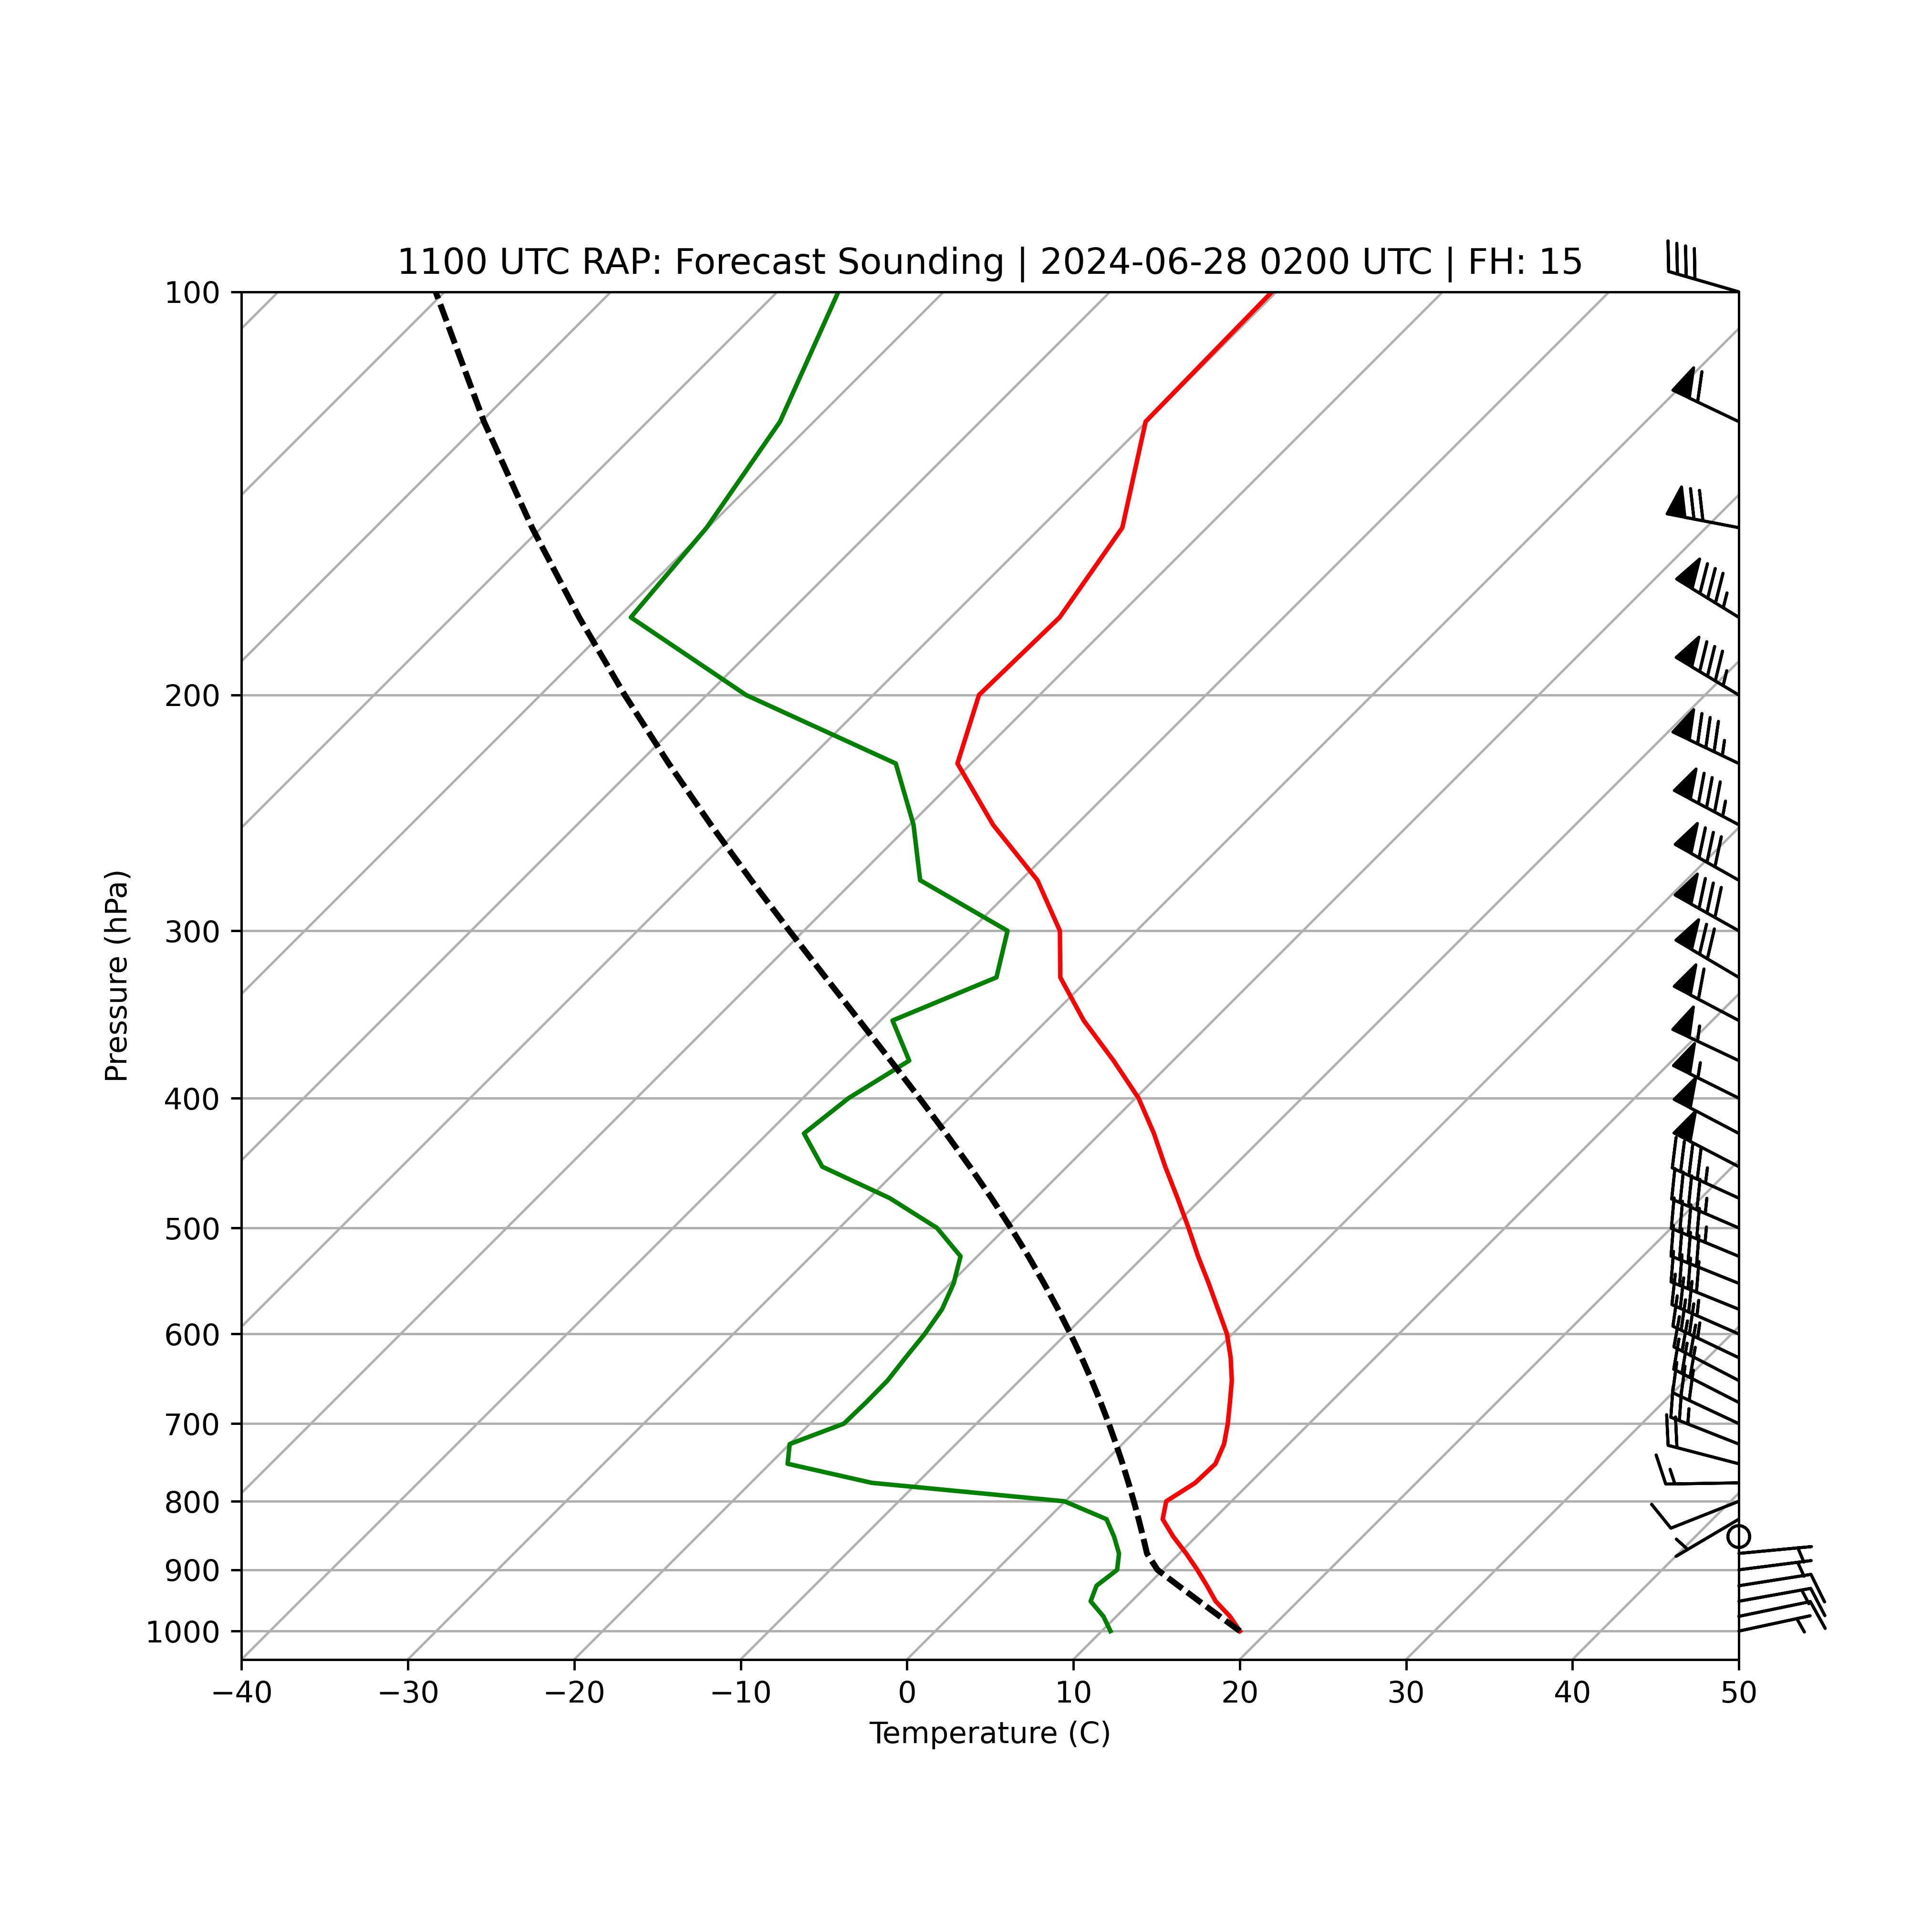 1100 UTC RAP: Forecast Sounding | 2024-06-28 0200 UTC | FH: 15
100
200
300
400
500
600
700
800
900
1000
Pressure (hPa)
−40 −30 −20 −10 0 10 20 30 40 50
Temperature (C)